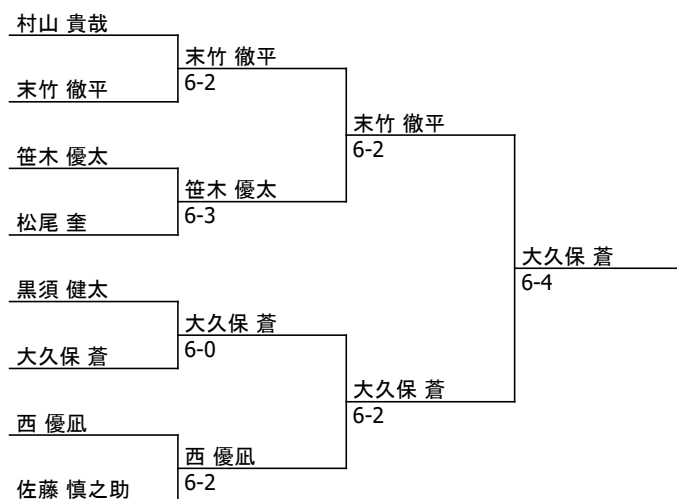 村山 貴哉
末竹 徹平
6-2
末竹 徹平
末竹 徹平
6-2
笹木 優太
笹木 優太
6-3
松尾 奎
大久保 蒼
6-4
黒須 健太
大久保 蒼
6-0
大久保 蒼
大久保 蒼
6-2
西 優凪
西 優凪
6-2
佐藤 慎之助